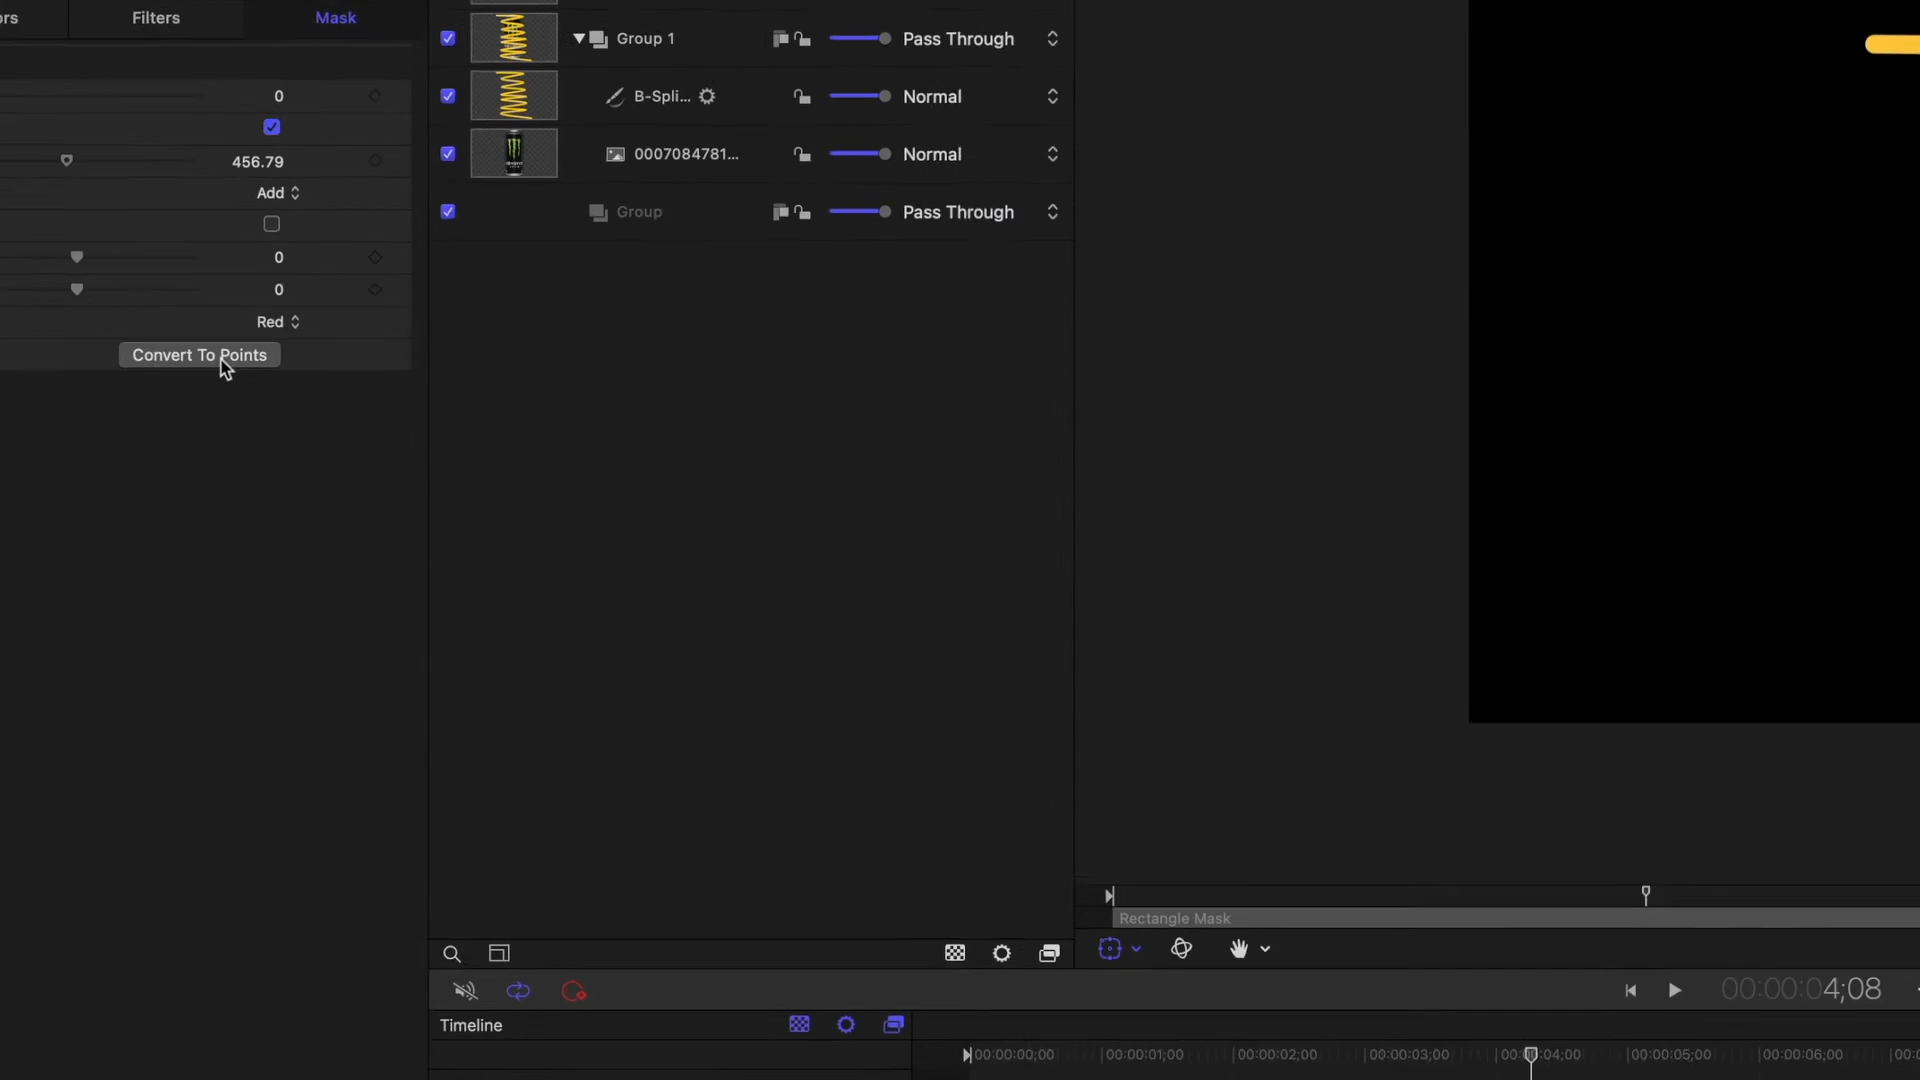 ors
Filters
Mask
0
456.79
Add
0
0
Red
Convert To Points
Group 1
Pass Through
B-Spli...
Normal
0007084781...
Normal
Group
Pass Through
Rectangle Mask
00:00:04;08
Timeline
00:00:00;00
00:00:01;00
00:00:02;00
00:00:03;00
00:00:04;00
00:00:05;00
00:00:06;00
00:0